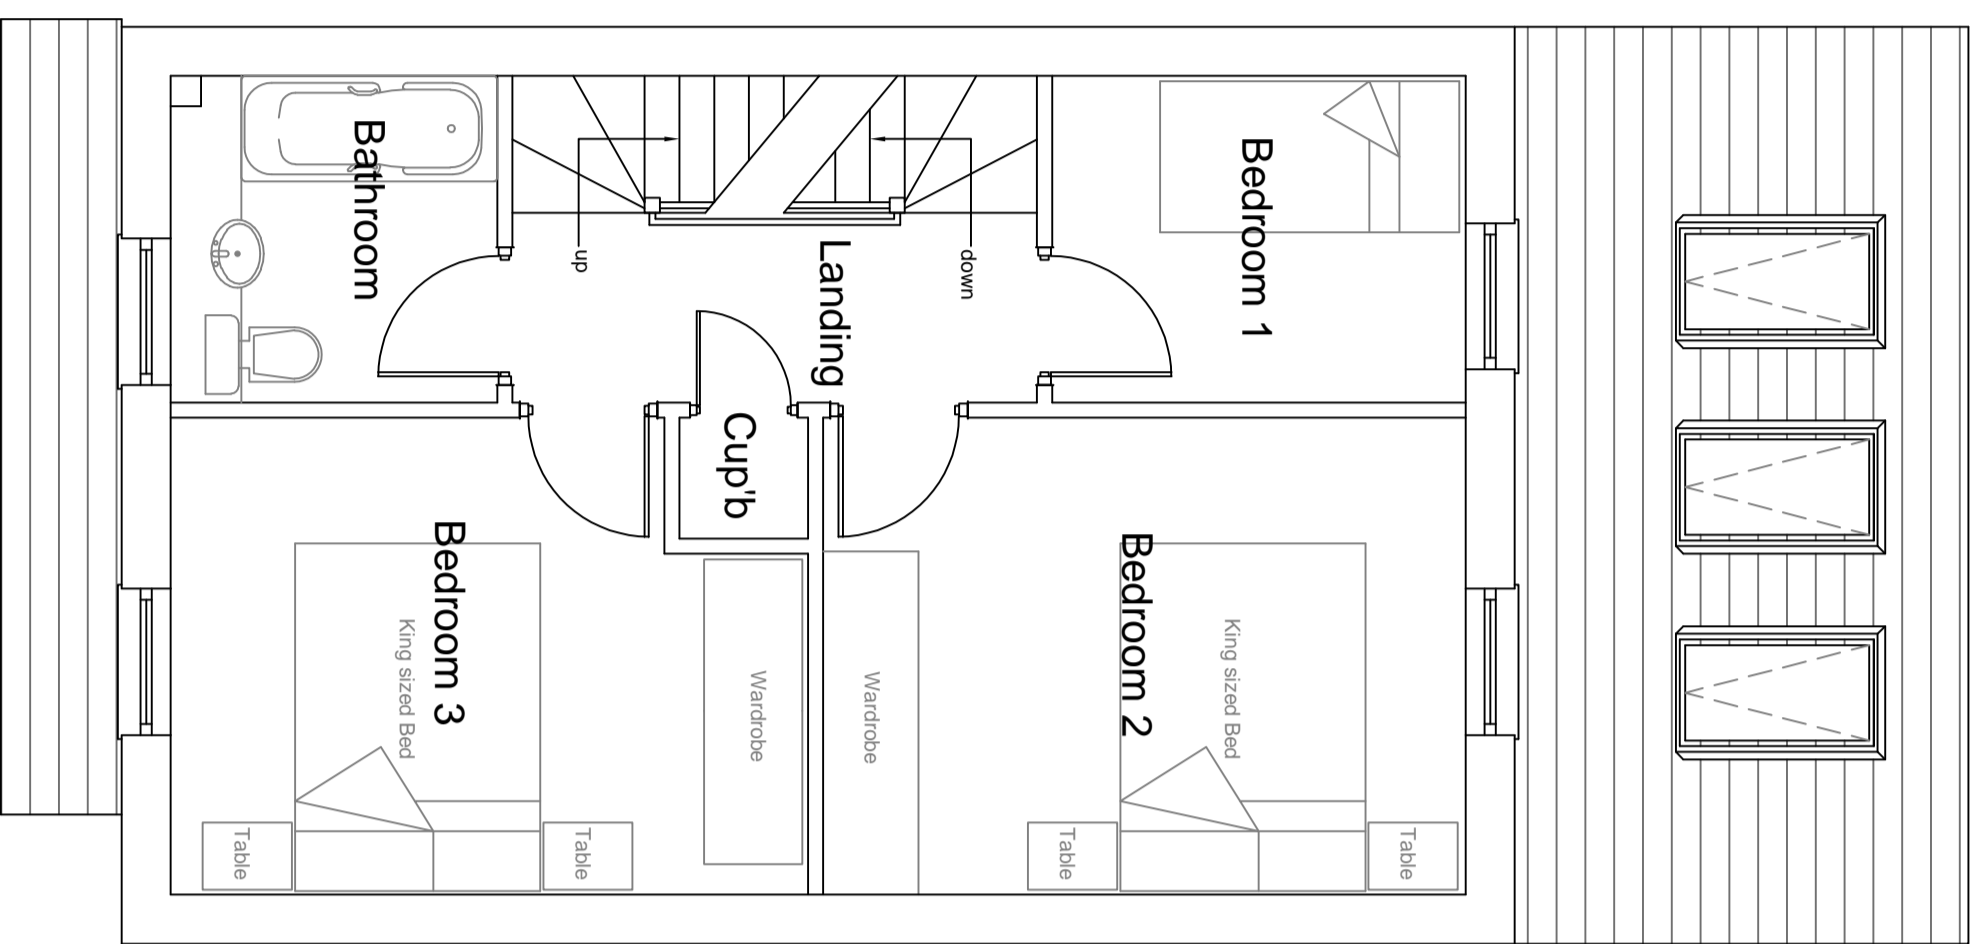 Bedroom 1
down
Landing
up
Bathroom
Cup'b
Bedroom 2
King sized Bed
Wardrobe
Table
Table
Bedroom 3
King sized Bed
Wardrobe
Table
Table